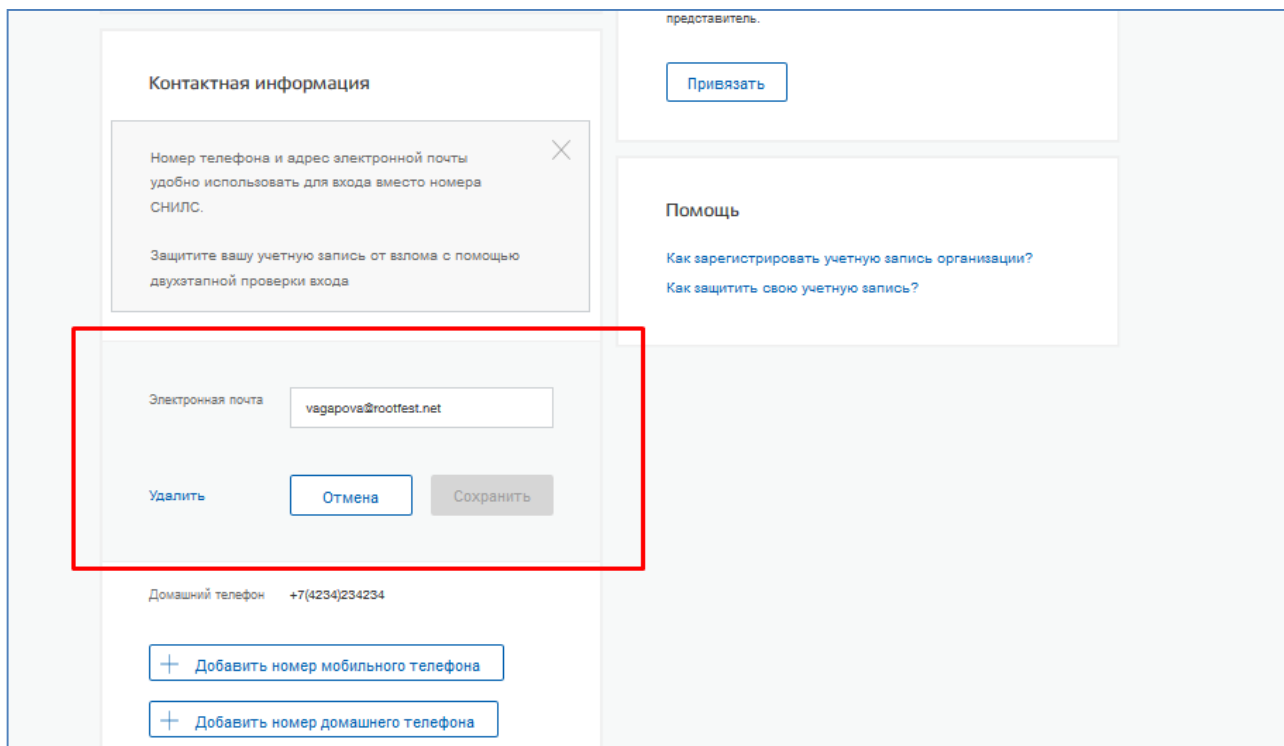 представитель.
Привязать
Контактная информация
Номер телефона и адрес электронной почты
удобно использовать для входа вместо номера
СНИЛС.
Защитите вашу учетную запись от взлома с помощью
двухэтапной проверки входа
Помощь
Как зарегистрировать учетную запись организации?
Как защитить свою учетную запись?
Электронная почта vagapova@rootfest.net
Удалить Отмена Сохранить
Домашний телефон +7(4234)234234
+ Добавить номер мобильного телефона
+ Добавить номер домашнего телефона